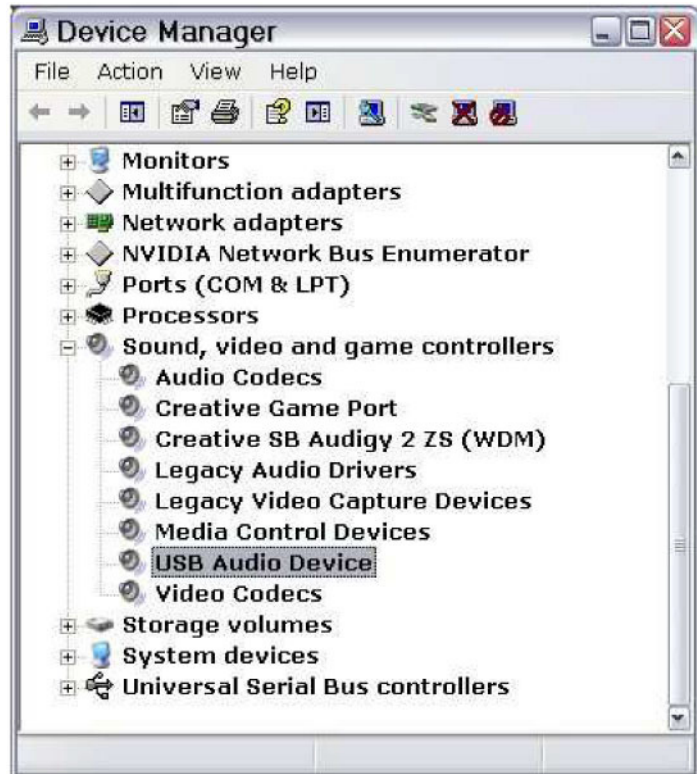 Device Manager
File Action View Help
Monitors
Multifunction adapters
Network adapters
NVIDIA Network Bus Enumerator
Ports (COM & LPT)
Processors
Sound, video and game controllers
Audio Codecs
Creative Game Port
Creative SB Audigy 2 ZS (WDM)
Legacy Audio Drivers
Legacy Video Capture Devices
Media Control Devices
USB Audio Device
Video Codecs
Storage volumes
System devices
Universal Serial Bus controllers